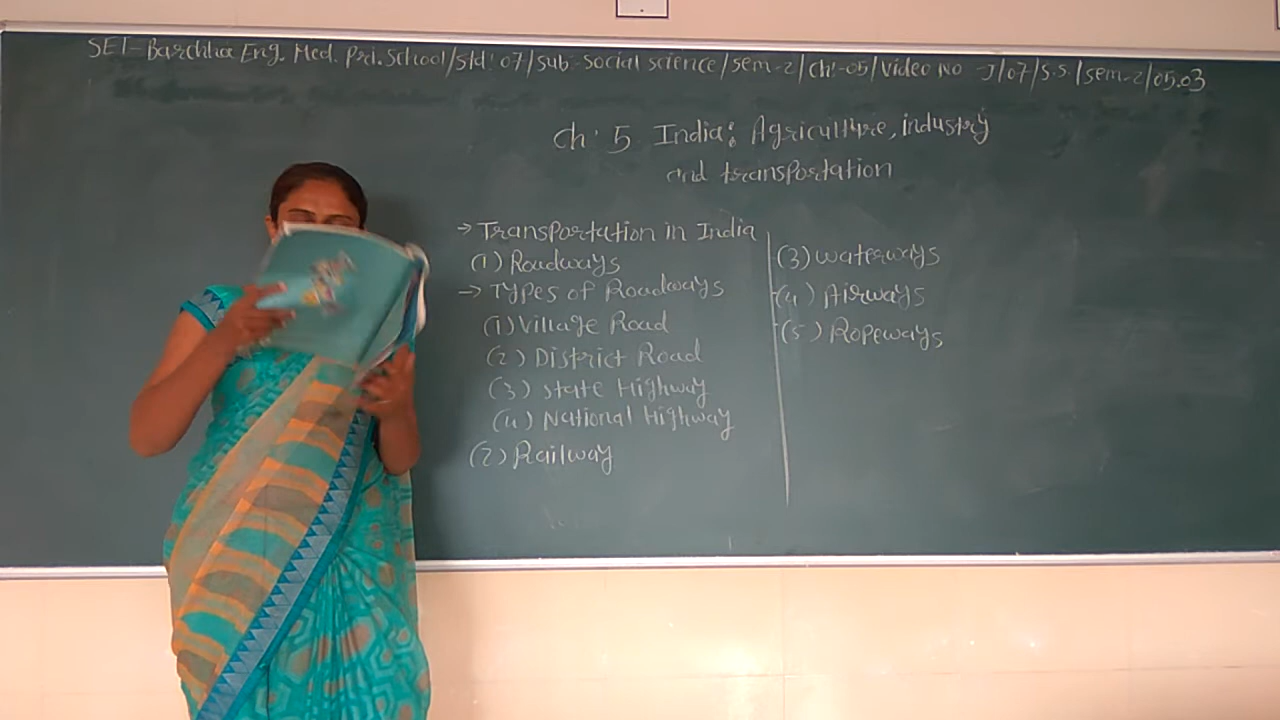 SET-Barchha Eng. Med. Pri. School/Std: 07/sub-social science/sem-2/ch:-05/Video No J/07/S.S./sem-2/05.03
Ch: 5 India: Agriculture, industry
and transportation
→ Transportation in India
(1) Roadways
→ Types of Roadways
(1) Village Road
(2) District Road
(3) State Highway
(4) National Highway
(2) Railway
(3) waterways
(4) Airways
(5) Ropeways